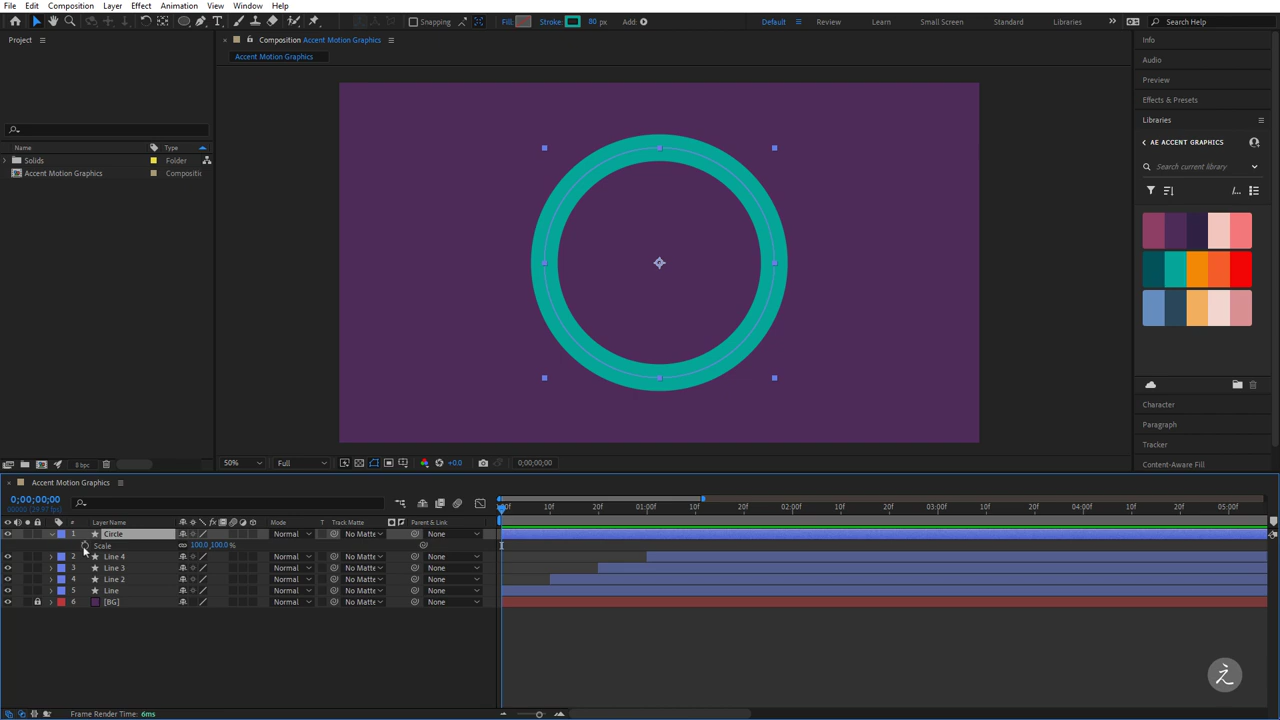 File Edit Composition Layer Effect Animation View Window Help
Snapping Fill: Stroke: 80 px Add: Default Review Learn Small Screen Standard Libraries Search Help
Project
Composition Accent Motion Graphics
Accent Motion Graphics
Name Type
Solids Folder
Accent Motion Graphics Compositic
8 bpc
50% Full +0.0 0;00;00;00
Info
Audio
Preview
Effects & Presets
Libraries
AE ACCENT GRAPHICS
Search current library
Character
Paragraph
Tracker
Content-Aware Fill
Accent Motion Graphics
0;00;00;00
00000 (29.97 fps)
:00f 10f 20f 01:00f 10f 20f 02:00f 10f 20f 03:00f 10f 20f 04:00f 10f 20f 05:00f
# Layer Name Mode T Track Matte Parent & Link
1 Circle Normal No Matte None
Scale 100.0,100.0 %
2 Line 4 Normal No Matte None
3 Line 3 Normal No Matte None
4 Line 2 Normal No Matte None
5 Line Normal No Matte None
6 [BG] Normal No Matte None
え
Frame Render Time: 6ms